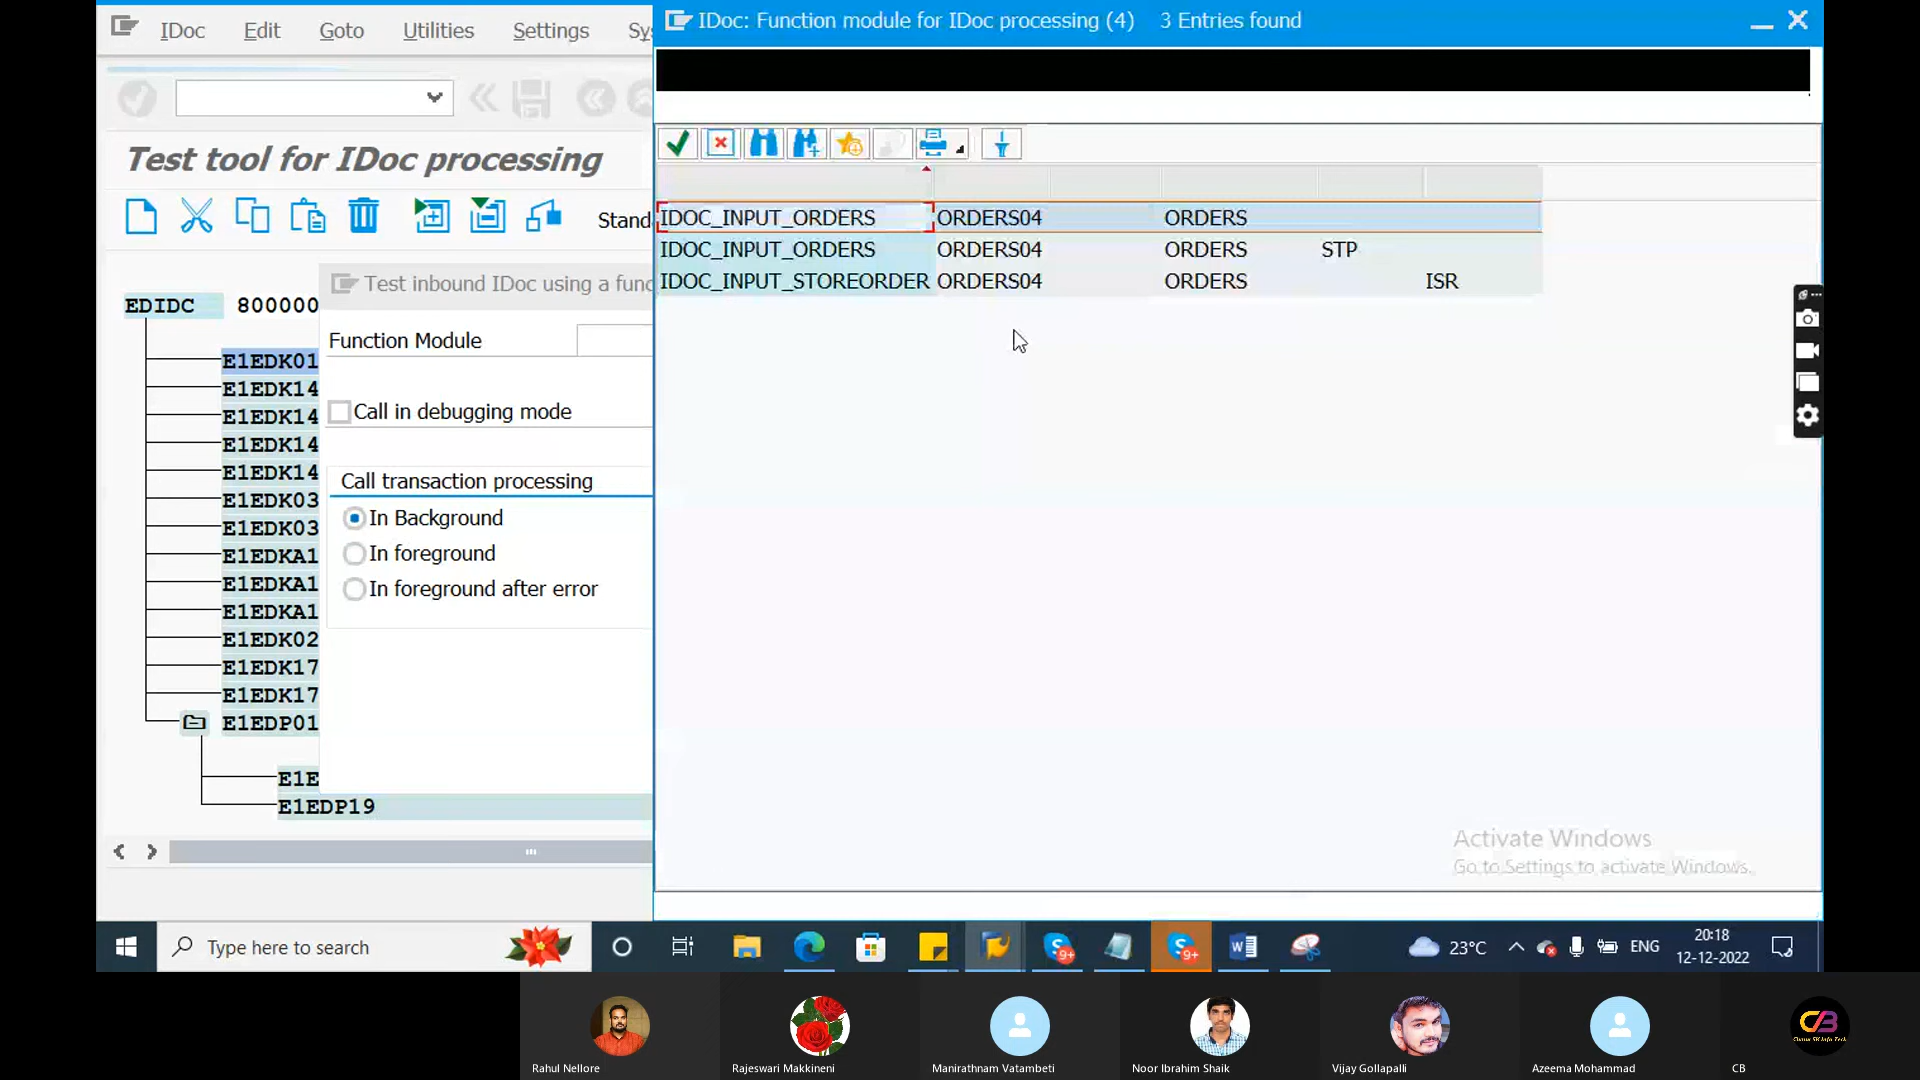 IDoc Edit Goto Utilities Settings Sy
IDoc: Function module for IDoc processing (4) 3 Entries found
Test tool for IDoc processing
Stand
IDOC_INPUT_ORDERS ORDERS04 ORDERS
IDOC_INPUT_ORDERS ORDERS04 ORDERS STP
IDOC_INPUT_STOREORDER ORDERS04 ORDERS ISR
Test inbound IDoc using a func
EDIDC 800000
Function Module
E1EDK01
E1EDK14
E1EDK14
E1EDK14
E1EDK14
E1EDK03
E1EDK03
E1EDKA1
E1EDKA1
E1EDKA1
E1EDK02
E1EDK17
E1EDK17
E1EDP01
E1E
E1EDP19
Call in debugging mode
Call transaction processing
In Background
In foreground
In foreground after error
Activate Windows
Go to Settings to activate Windows.
Type here to search
9+
9+
23°C
ENG
20:18
12-12-2022
Rahul Nellore
Rajeswari Makkineni
Manirathnam Vatambeti
Noor Ibrahim Shaik
Vijay Gollapalli
Azeema Mohammad
CB